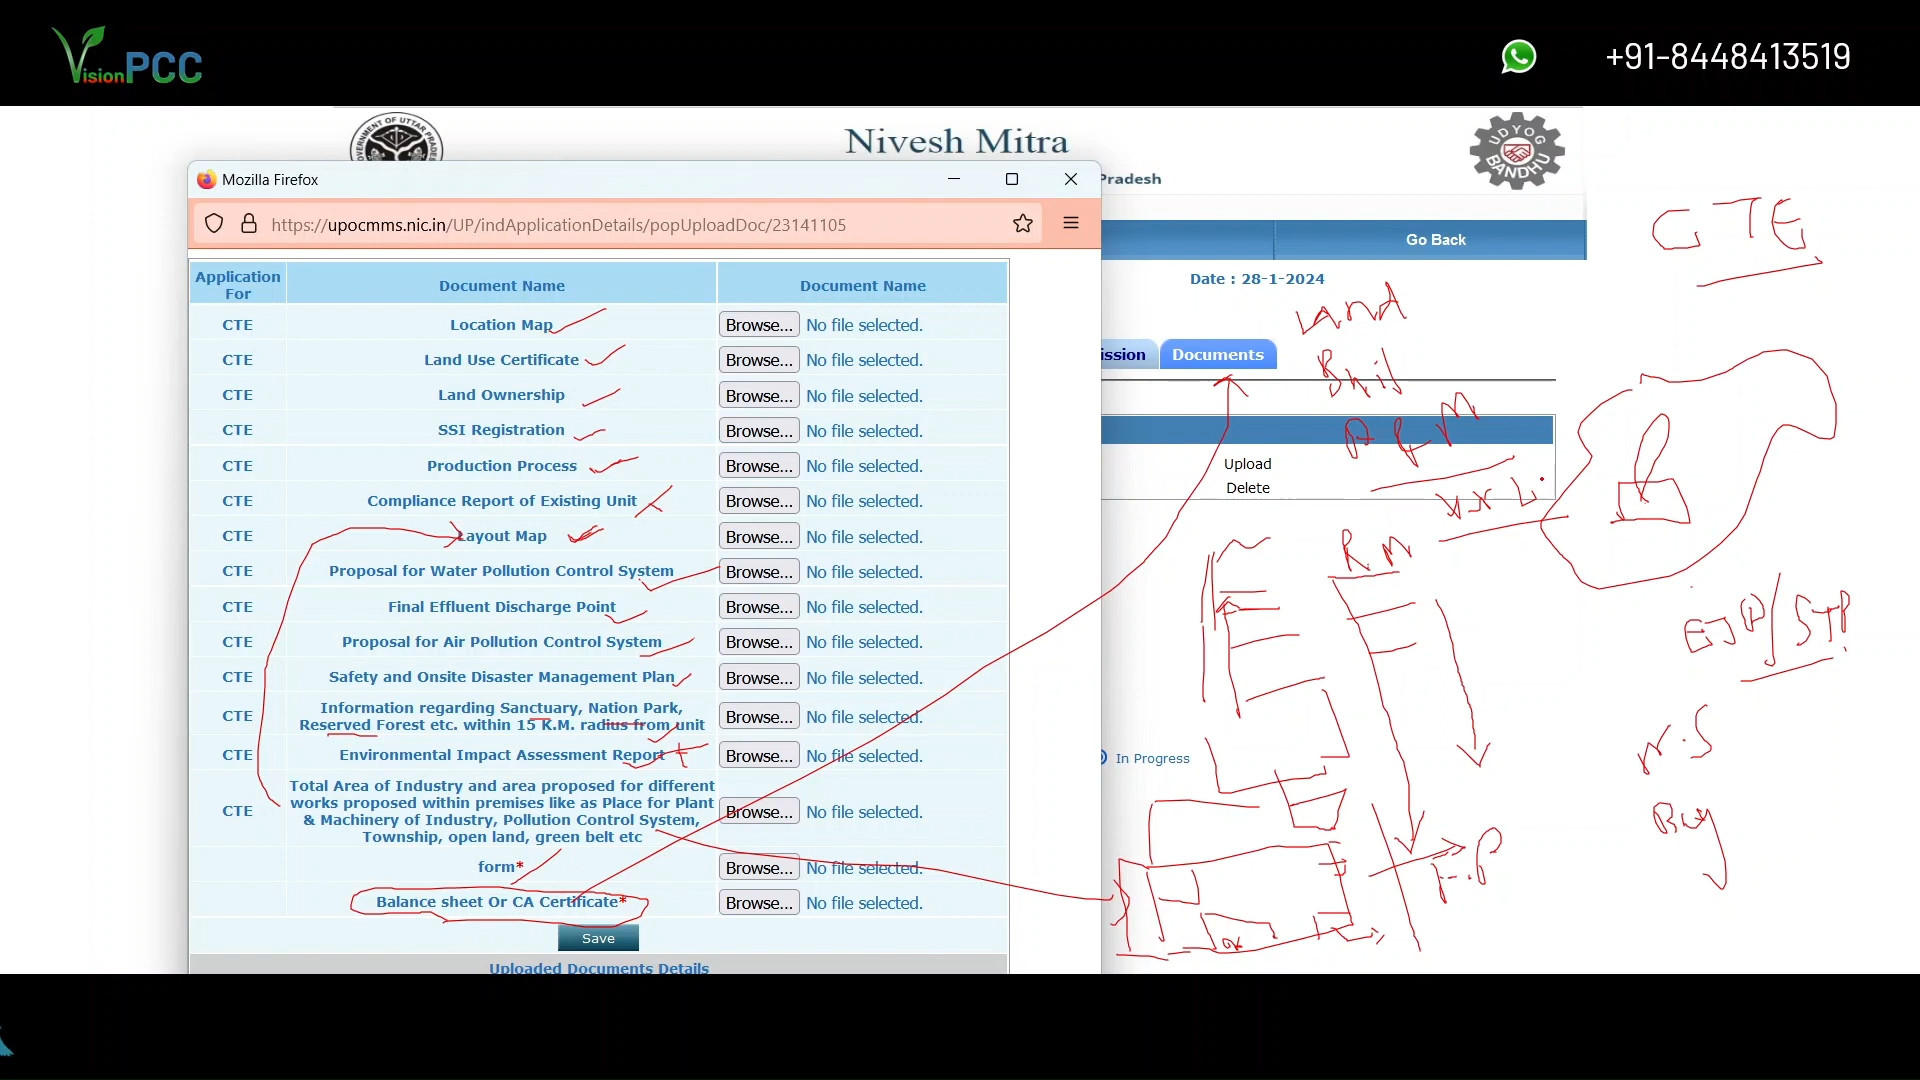 VisionPCC
+91-8448413519
GOVERNMENT OF UTTAR PRADE
Nivesh Mitra
UDYOG BANDHU
Pradesh
Mozilla Firefox
https://upocmms.nic.in/UP/indApplicationDetails/popUploadDoc/23141105
Go Back
CTE
Date : 28-1-2024
Land
ission
Documents
Application For
Document Name
Document Name
CTE
Location Map
Browse...
No file selected.
CTE
Land Use Certificate
Browse...
No file selected.
CTE
Land Ownership
Browse...
No file selected.
CTE
SSI Registration
Browse...
No file selected.
CTE
Production Process
Browse...
No file selected.
CTE
Compliance Report of Existing Unit
Browse...
No file selected.
CTE
Layout Map
Browse...
No file selected.
CTE
Proposal for Water Pollution Control System
Browse...
No file selected.
CTE
Final Effluent Discharge Point
Browse...
No file selected.
CTE
Proposal for Air Pollution Control System
Browse...
No file selected.
CTE
Safety and Onsite Disaster Management Plan
Browse...
No file selected.
CTE
Information regarding Sanctuary, Nation Park,
Reserved Forest etc. within 15 K.M. radius from unit
Browse...
No file selected.
CTE
Environmental Impact Assessment Report
Browse...
No file selected.
CTE
Total Area of Industry and area proposed for different
works proposed within premises like as Place for Plant
& Machinery of Industry, Pollution Control System,
Township, open land, green belt etc
Browse...
No file selected.
form*
Browse...
No file selected.
Balance sheet Or CA Certificate*
Browse...
No file selected.
Save
Uploaded Documents Details
P & M
Upload
Delete
R.M
ETP/STP
In Progress
F.P